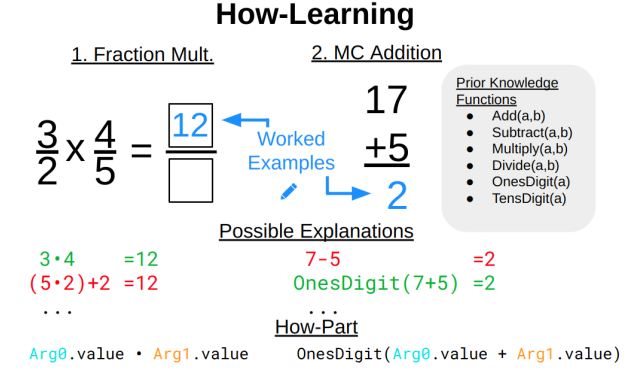 How-Learning
1. Fraction Mult.
2. MC Addition
3/2 x 4/5 = 12
17
+5
2
Worked
Examples
Prior Knowledge
Functions
● Add(a,b)
● Subtract(a,b)
● Multiply(a,b)
● Divide(a,b)
● OnesDigit(a)
● TensDigit(a)
Possible Explanations
3·4 =12
(5·2)+2 =12
...
7-5 =2
OnesDigit(7+5) =2
...
How-Part
Arg0.value · Arg1.value
OnesDigit(Arg0.value + Arg1.value)